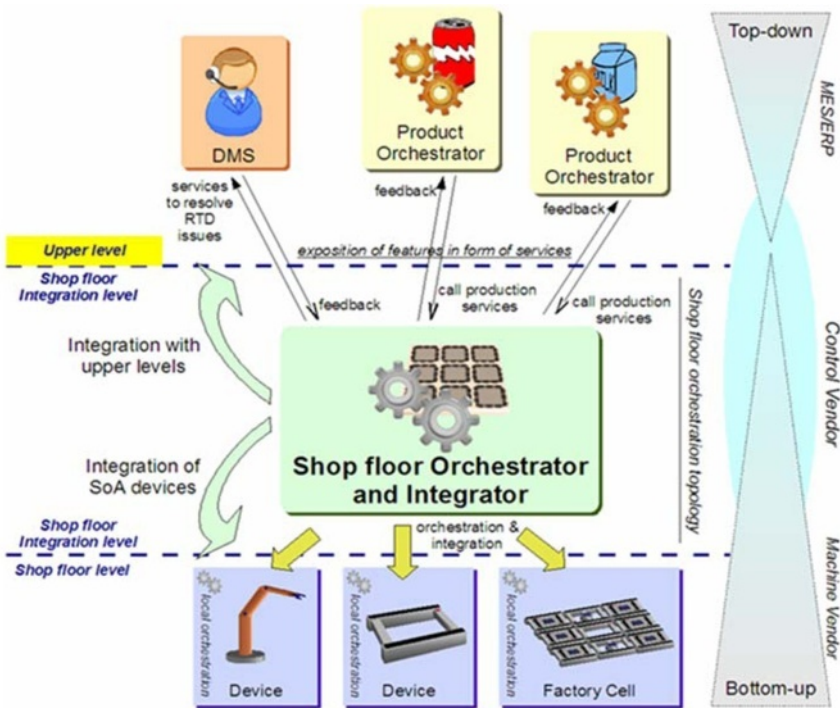 Top-down
MES/ERP
DMS
Product
Orchestrator
Product
Orchestrator
services
to resolve
RTD
issues
feedback
feedback
Upper level
exposition of features in form of services
Shop floor
Integration level
feedback
call production
services
call production
services
Integration with
upper levels
Shop floor orchestration topology
Control Vendor
Integration of
SoA devices
Shop floor Orchestrator
and Integrator
Shop floor
Integration level
orchestration &
integration
Shop floor level
Machine Vendor
local orchestration
Device
local orchestration
Device
local orchestration
Factory Cell
Bottom-up